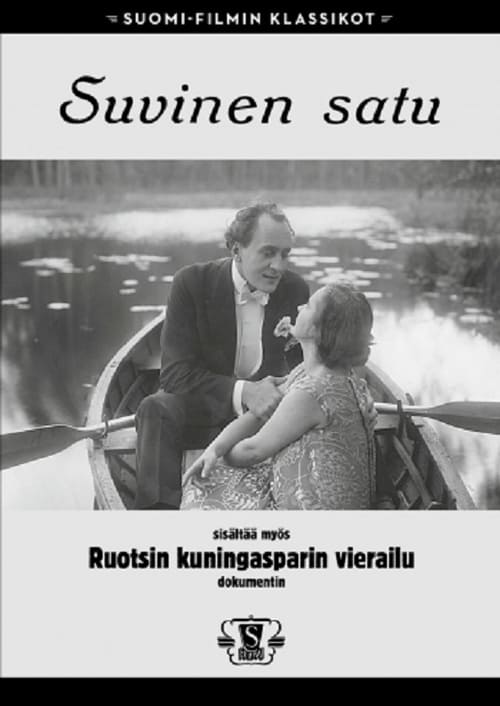 SUOMI-FILMIN KLASSIKOT
Suvinen satu
sisältää myös
Ruotsin kuningasparin vierailu
dokumentin
S